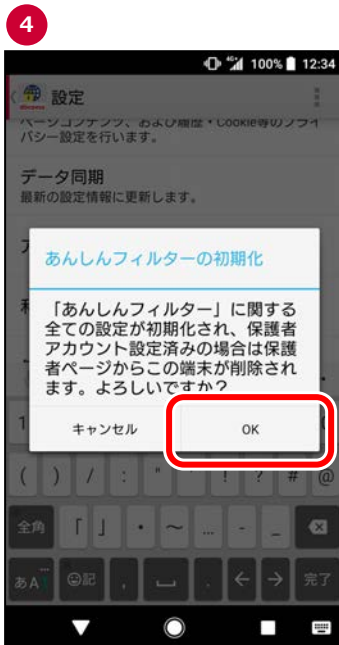 4
4G 100% 12:34
docomo
設定
ページコンテンツ、および履歴・Cookie等のプライ
バシー設定を行います。
データ同期
最新の設定情報に更新します。
あんしんフィルターの初期化
「あんしんフィルター」に関する
全ての設定が初期化され、保護者
アカウント設定済みの場合は保護
者ページからこの端末が削除され
ます。よろしいですか？
キャンセル
OK
1
( ) / : " ' ! ? # @
全角 「 」 ・ ～ … - _
あA1 記 , . ← → 完了